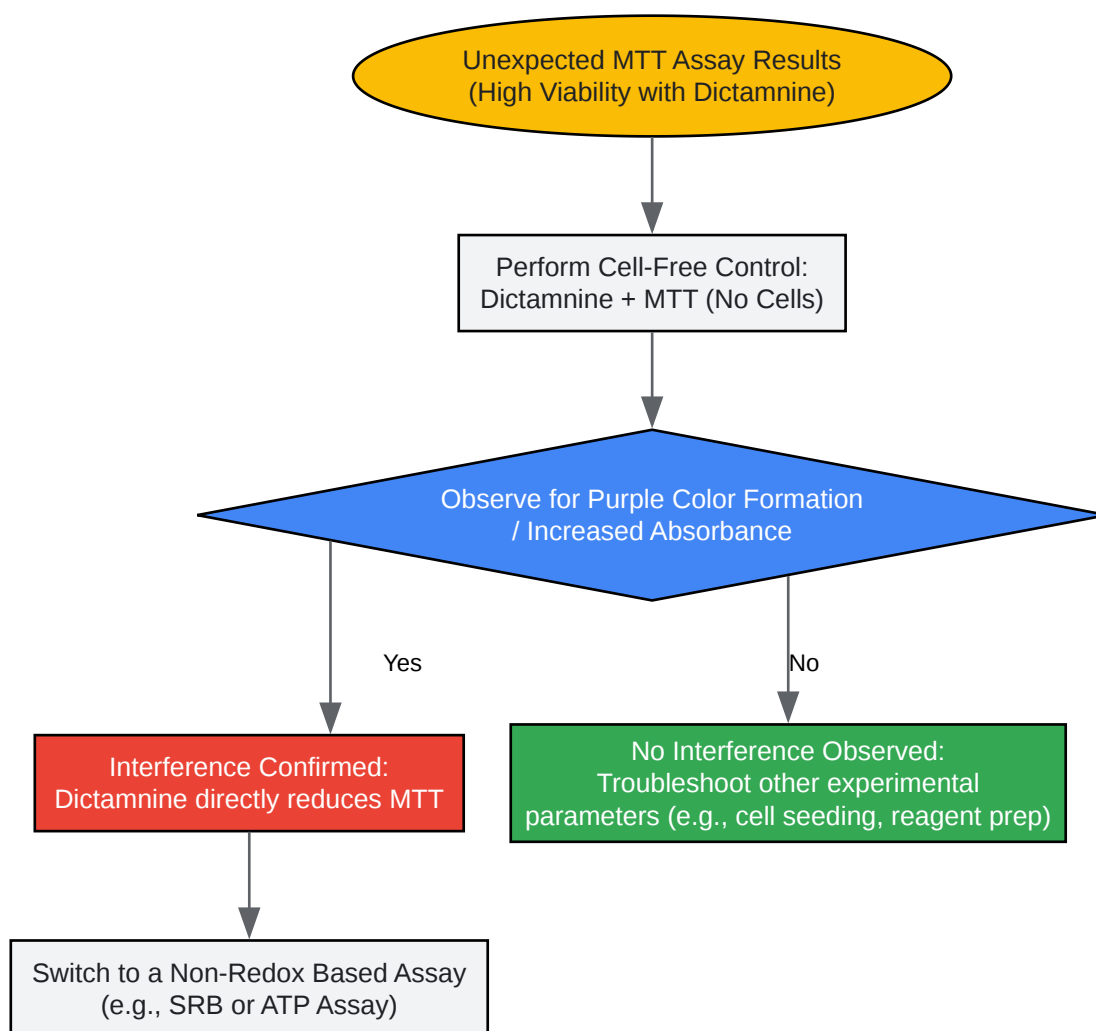 Unexpected MTT Assay Results
(High Viability with Dictamnine)
Perform Cell-Free Control:
Dictamnine + MTT (No Cells)
Observe for Purple Color Formation
/ Increased Absorbance
Yes
No
Interference Confirmed:
Dictamnine directly reduces MTT
No Interference Observed:
Troubleshoot other experimental
parameters (e.g., cell seeding, reagent prep)
Switch to a Non-Redox Based Assay
(e.g., SRB or ATP Assay)